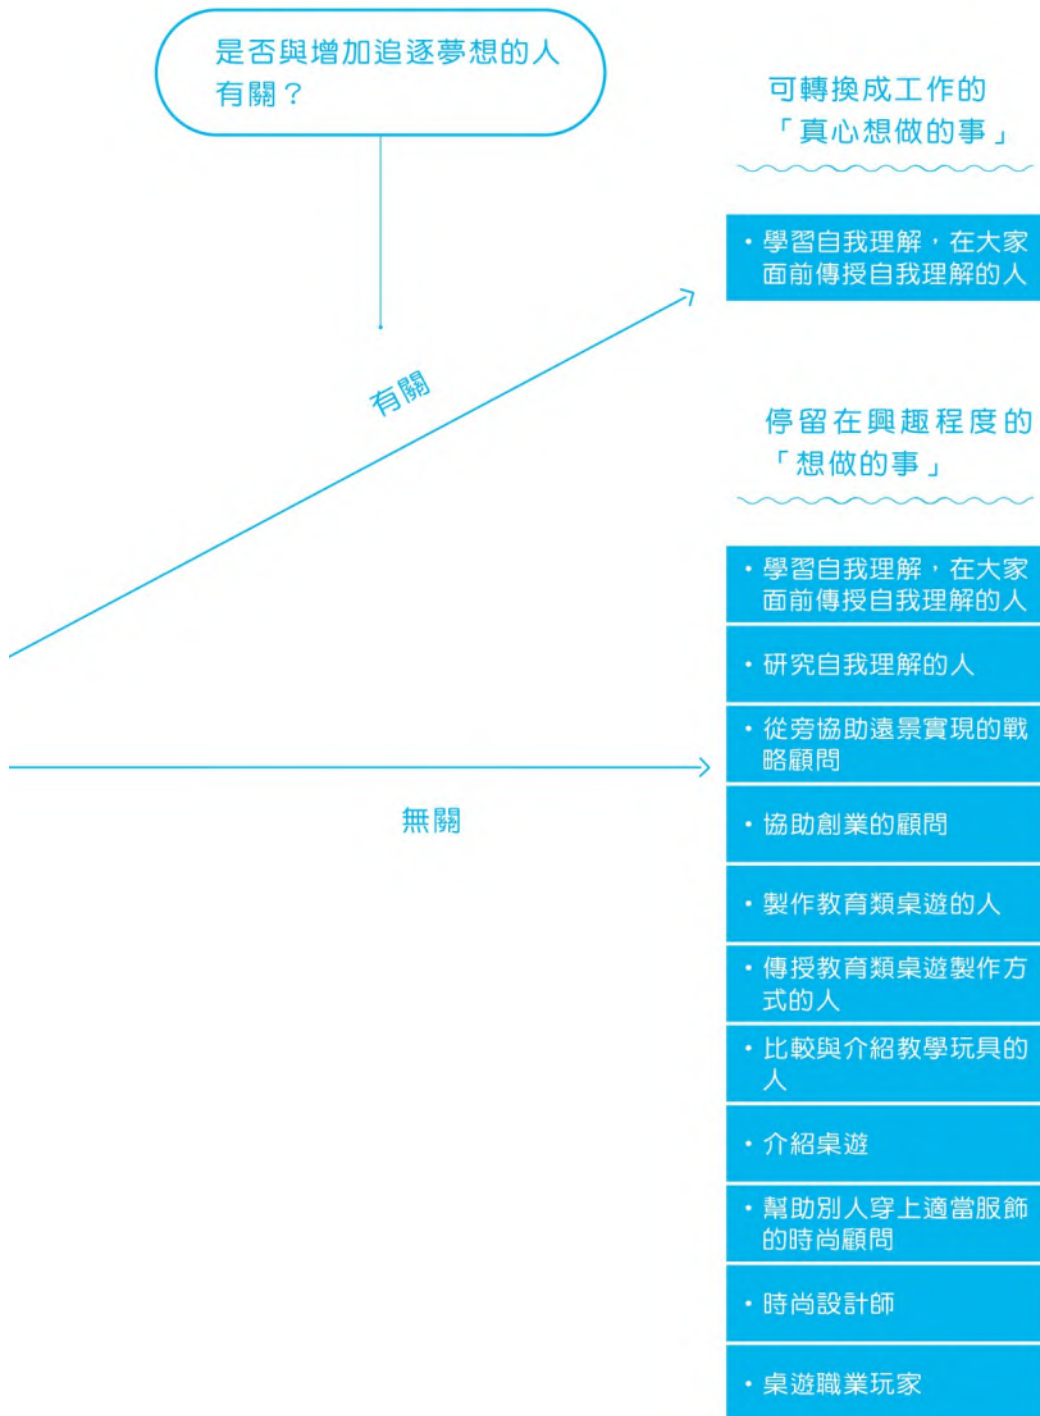 是否與增加追逐夢想的人
有關？
可轉換成工作的
「真心想做的事」
・學習自我理解，在大家
面前傳授自我理解的人
有關
停留在興趣程度的
「想做的事」
・學習自我理解，在大家
面前傳授自我理解的人
・研究自我理解的人
・從旁協助遠景實現的戰
略顧問
無關
・協助創業的顧問
・製作教育類桌遊的人
・傳授教育類桌遊製作方
式的人
・比較與介紹教學玩具的
人
・介紹桌遊
・幫助別人穿上適當服飾
的時尚顧問
・時尚設計師
・桌遊職業玩家